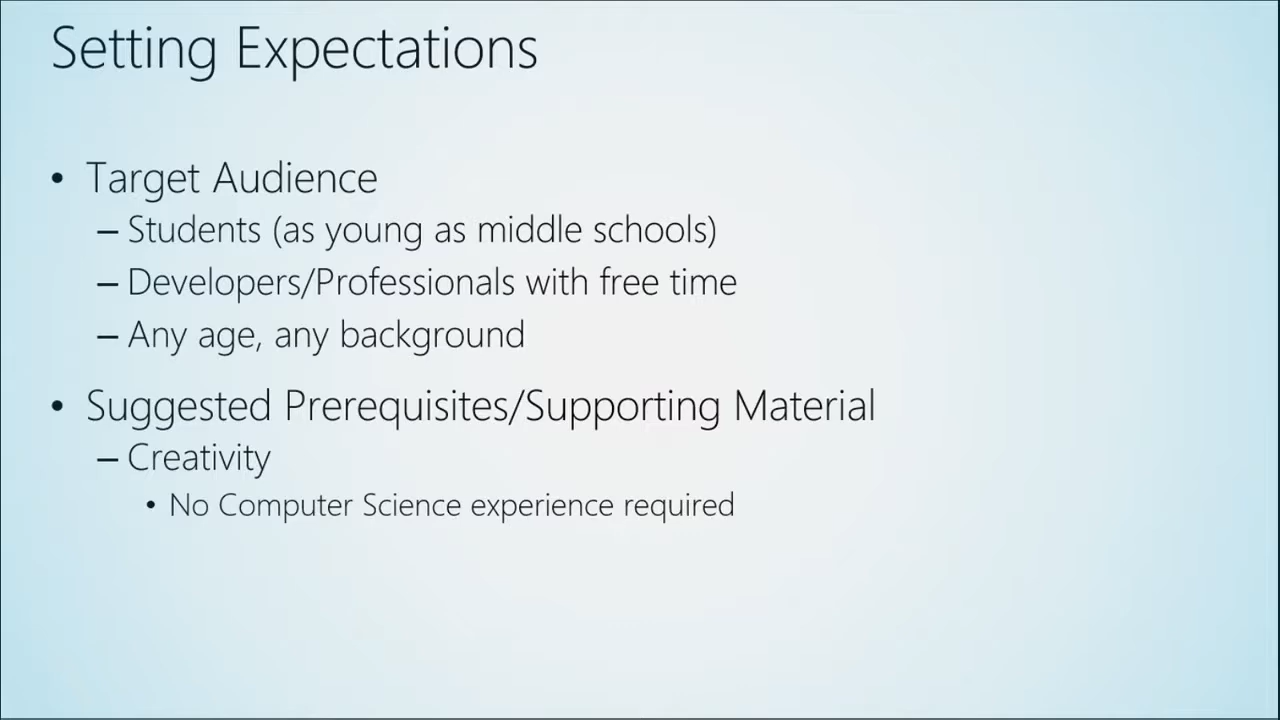 Setting Expectations
• Target Audience
– Students (as young as middle schools)
– Developers/Professionals with free time
– Any age, any background
• Suggested Prerequisites/Supporting Material
– Creativity
• No Computer Science experience required